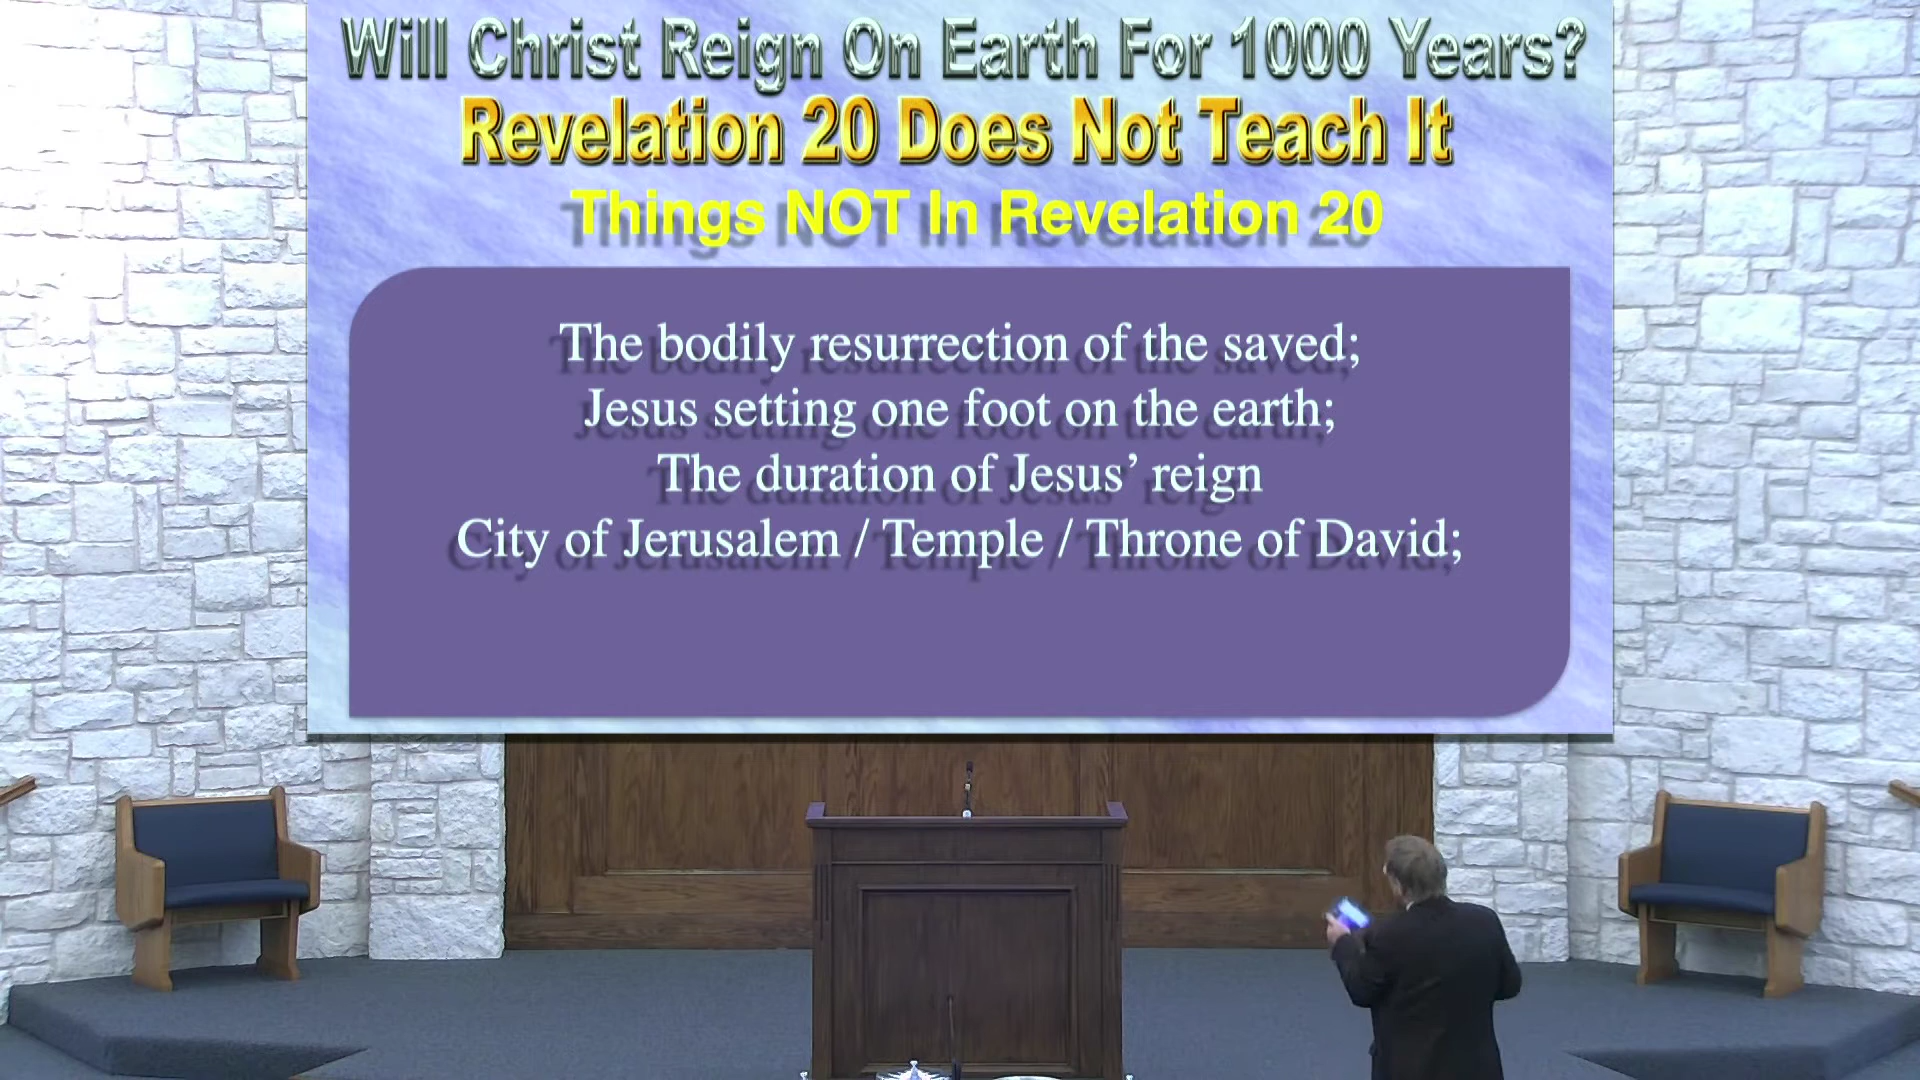 Will Christ Reign On Earth For 1000 Years?
Revelation 20 Does Not Teach It
Things NOT In Revelation 20
The bodily resurrection of the saved;
Jesus setting one foot on the earth;
The duration of Jesus’ reign
City of Jerusalem / Temple / Throne of David;